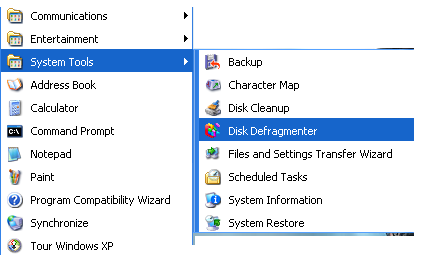 Communications
Entertainment
System Tools
Address Book
Calculator
Command Prompt
Notepad
Paint
Program Compatibility Wizard
Synchronize
Tour Windows XP
Backup
Character Map
Disk Cleanup
Disk Defragmenter
Files and Settings Transfer Wizard
Scheduled Tasks
System Information
System Restore